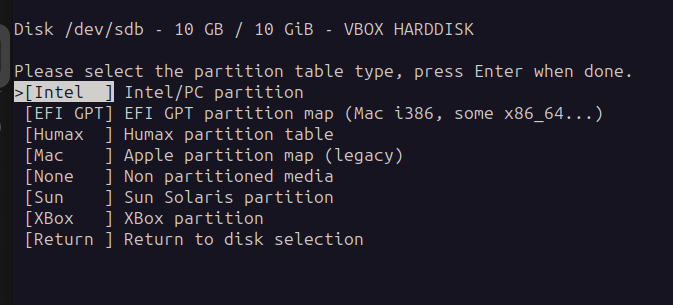 Disk /dev/sdb - 10 GB / 10 GiB - VBOX HARDDISK
Please select the partition table type, press Enter when done.
>[Intel  ] Intel/PC partition
[EFI GPT] EFI GPT partition map (Mac i386, some x86_64...)
[Humax  ] Humax partition table
[Mac    ] Apple partition map (legacy)
[None   ] Non partitioned media
[Sun    ] Sun Solaris partition
[XBox   ] XBox partition
[Return ] Return to disk selection